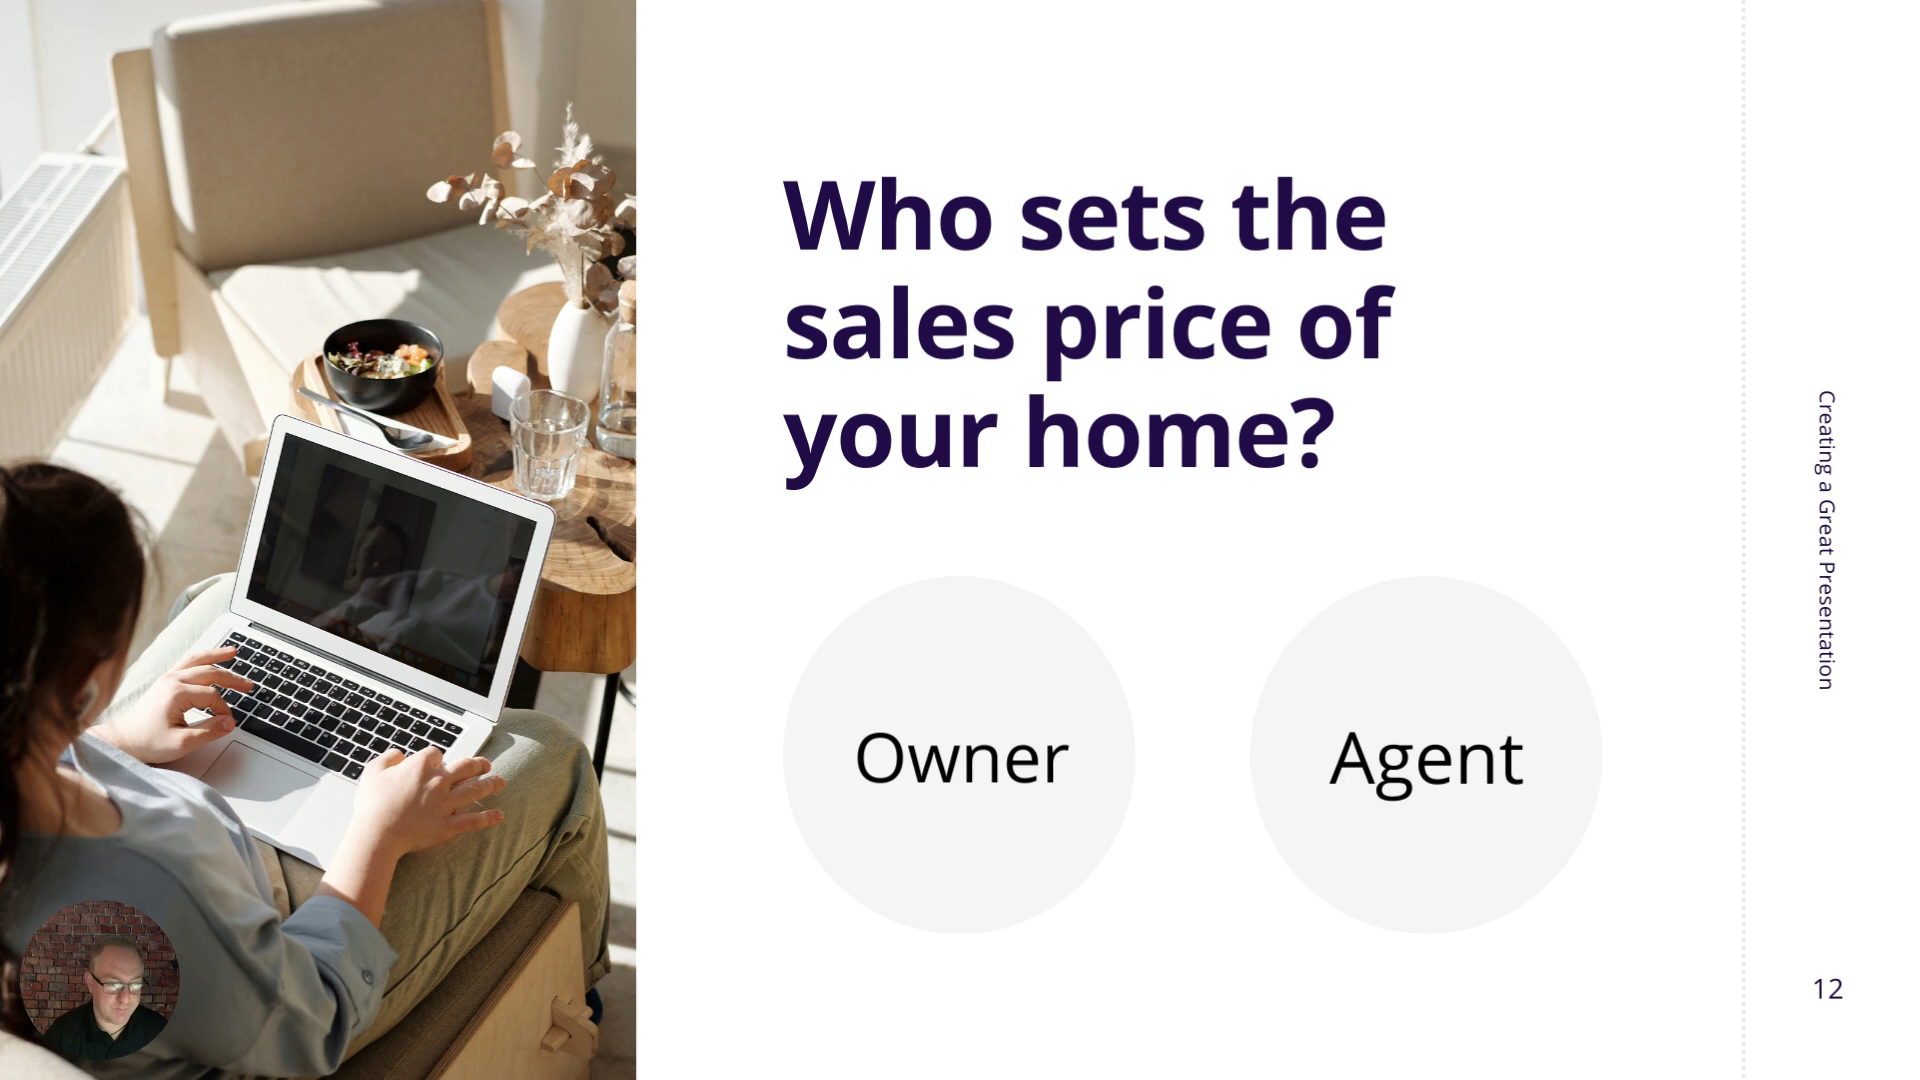 Who sets the
sales price of
your home?
Owner
Agent
Creating a Great Presentation
12